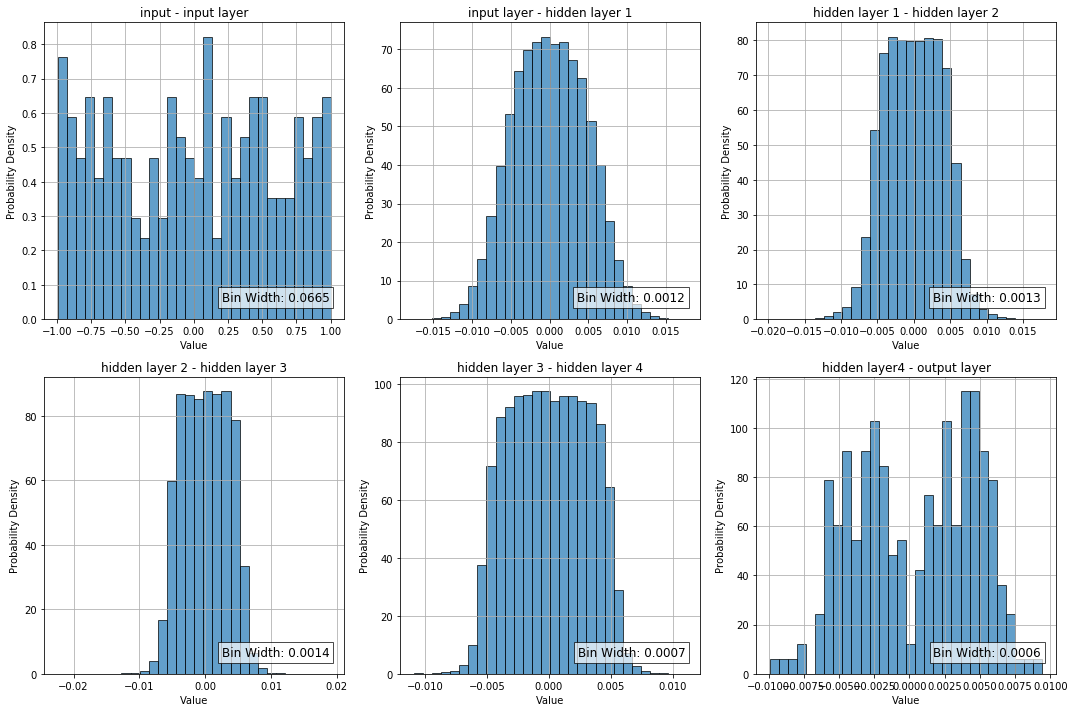 input - input layer
Probability Density
0.8
0.7
0.6
0.5
0.4
0.3
0.2
0.1
0.0
Bin Width: 0.0665
−1.00 −0.75 −0.50 −0.25 0.00 0.25 0.50 0.75 1.00
Value
input layer - hidden layer 1
Probability Density
70
60
50
40
30
20
10
0
Bin Width: 0.0012
−0.015 −0.010 −0.005 0.000 0.005 0.010 0.015
Value
hidden layer 1 - hidden layer 2
Probability Density
80
70
60
50
40
30
20
10
0
Bin Width: 0.0013
−0.020 −0.015 −0.010 −0.005 0.000 0.005 0.010 0.015
Value
hidden layer 2 - hidden layer 3
Probability Density
80
60
40
20
0
Bin Width: 0.0014
−0.02 −0.01 0.00 0.01 0.02
Value
hidden layer 3 - hidden layer 4
Probability Density
100
80
60
40
20
0
Bin Width: 0.0007
−0.010 −0.005 0.000 0.005 0.010
Value
hidden layer4 - output layer
Probability Density
120
100
80
60
40
20
0
Bin Width: 0.0006
−0.0100 −0.0075 −0.0050 −0.0025 0.0000 0.0025 0.0050 0.0075 0.0100
Value